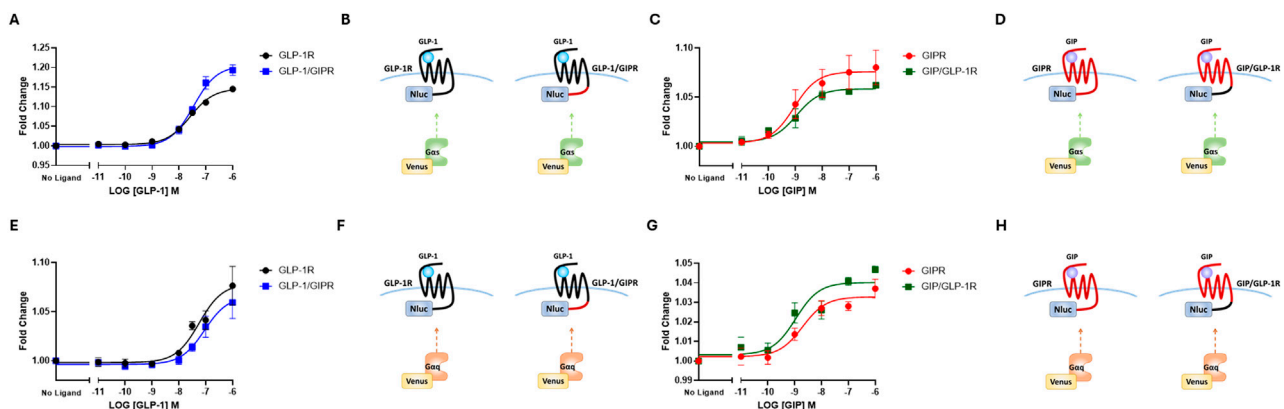 A
Fold Change
1.25
1.20
1.15
1.10
1.05
1.00
0.95
No Ligand
-11 -10 -9 -8 -7 -6
LOG [GLP-1] M
GLP-1R
GLP-1/GIPR
B
GLP-1
GLP-1R
Nluc
Gαs
Venus
GLP-1
GLP-1/GIPR
Nluc
Gαs
Venus
C
Fold Change
1.10
1.05
1.00
No Ligand
-11 -10 -9 -8 -7 -6
LOG [GIP] M
GIPR
GIP/GLP-1R
D
GIP
GIPR
Nluc
Gαs
Venus
GIP
GIP/GLP-1R
Nluc
Gαs
Venus
E
Fold Change
1.10
1.05
1.00
No Ligand
-11 -10 -9 -8 -7 -6
LOG [GLP-1] M
GLP-1R
GLP-1/GIPR
F
GLP-1
GLP-1R
Nluc
Gαq
Venus
GLP-1
GLP-1/GIPR
Nluc
Gαq
Venus
G
Fold Change
1.05
1.04
1.03
1.02
1.01
1.00
0.99
No Ligand
-11 -10 -9 -8 -7 -6
LOG [GIP] M
GIPR
GIP/GLP-1R
H
GIP
GIPR
Nluc
Gαq
Venus
GIP
GIP/GLP-1R
Nluc
Gαq
Venus